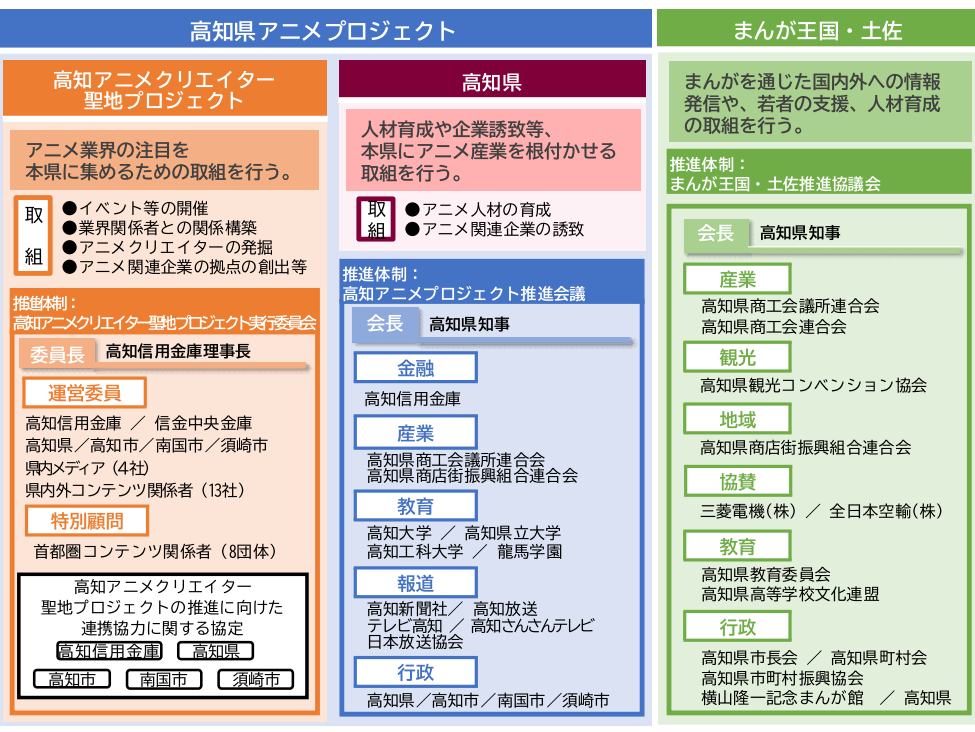 高知県アニメプロジェクト
高知アニメクリエイター
聖地プロジェクト
アニメ業界の注目を
本県に集めるための取組を行う。
取
組
●イベント等の開催
●業界関係者との関係構築
●アニメクリエイターの発掘
●アニメ関連企業の拠点の創出等
推進体制：
高知アニメクリエイター聖地プロジェクト実行委員会
委員長 高知信用金庫理事長
運営委員
高知信用金庫 ／ 信金中央金庫
高知県／高知市／南国市／須崎市
県内メディア（4社）
県内外コンテンツ関係者（13社）
特別顧問
首都圏コンテンツ関係者（8団体）
高知アニメクリエイター
聖地プロジェクトの推進に向けた
連携協力に関する協定
高知信用金庫 高知県
高知市 南国市 須崎市
高知県
人材育成や企業誘致等、
本県にアニメ産業を根付かせる
取組を行う。
取
組
●アニメ人材の育成
●アニメ関連企業の誘致
推進体制：
高知アニメプロジェクト推進会議
会長 高知県知事
金融
高知信用金庫
産業
高知県商工会議所連合会
高知県商店街振興組合連合会
教育
高知大学 ／ 高知県立大学
高知工科大学 ／ 龍馬学園
報道
高知新聞社／ 高知放送
テレビ高知 ／ 高知さんさんテレビ
日本放送協会
行政
高知県／高知市／南国市／須崎市
まんが王国・土佐
まんがを通じた国内外への情報
発信や、若者の支援、人材育成
の取組を行う。
推進体制：
まんが王国・土佐推進協議会
会長 高知県知事
産業
高知県商工会議所連合会
高知県商工会連合会
観光
高知県観光コンベンション協会
地域
高知県商店街振興組合連合会
協賛
三菱電機(株) ／ 全日本空輸(株)
教育
高知県教育委員会
高知県高等学校文化連盟
行政
高知県市長会 ／ 高知県町村会
高知県市町村振興協会
横山隆一記念まんが館 ／ 高知県